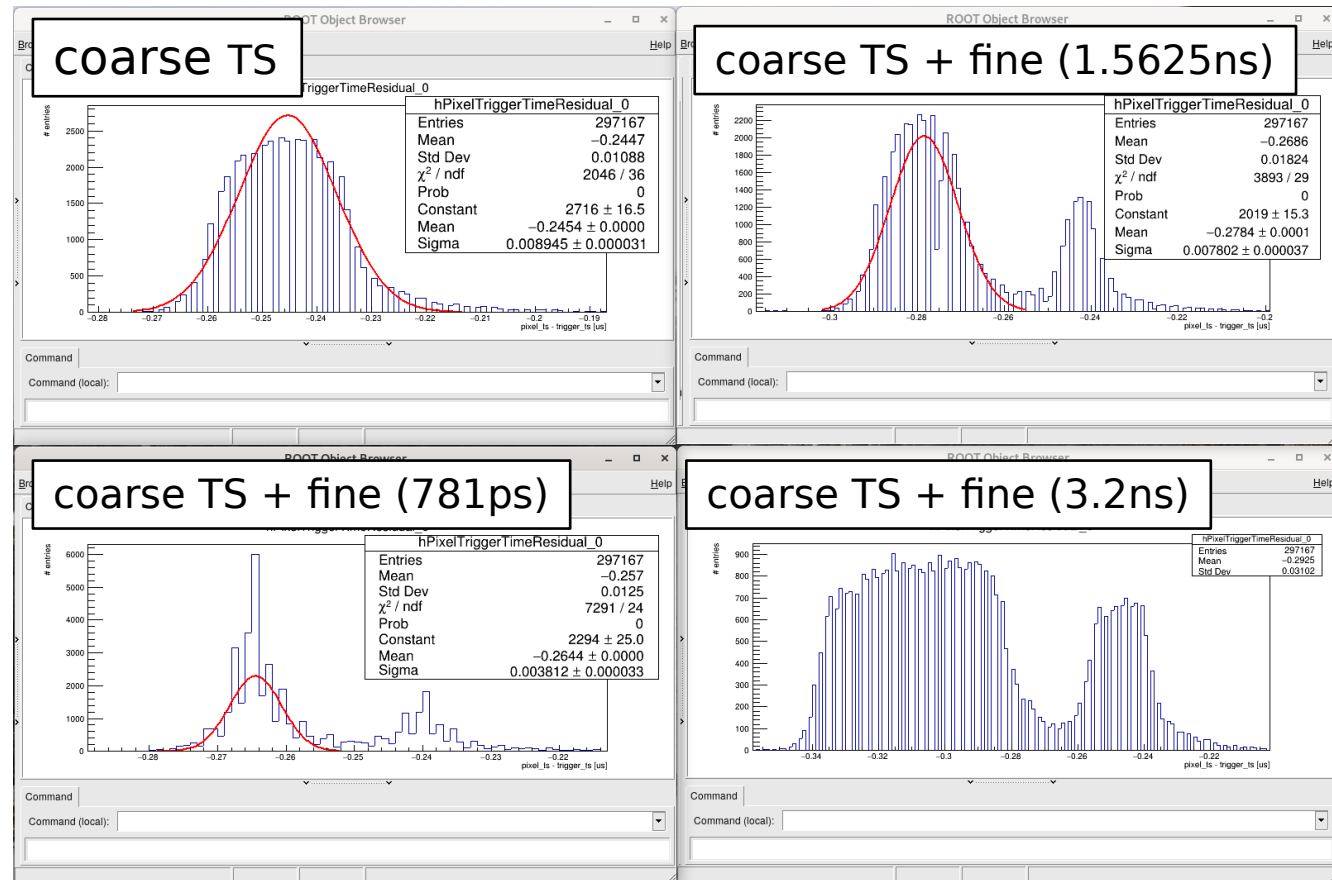 ROOT Object Browser
coarse TS
Help
TriggerTimeResidual_0
# entries
2500
2000
1500
1000
500
0
−0.28 −0.27 −0.26 −0.25 −0.24 −0.23 −0.22 −0.21 −0.2 −0.19
pixel_ts - trigger_ts [us]
hPixelTriggerTimeResidual_0
Entries 297167
Mean −0.2447
Std Dev 0.01088
χ² / ndf 2046 / 36
Prob 0
Constant 2716 ± 16.5
Mean −0.2454 ± 0.0000
Sigma 0.008945 ± 0.000031
Command
Command (local):
ROOT Object Browser
coarse TS + fine (1.5625ns)
Help
# entries
2200
2000
1800
1600
1400
1200
1000
800
600
400
200
0
−0.3 −0.28 −0.26 −0.24 −0.22 −0.2
pixel_ts - trigger_ts [us]
hPixelTriggerTimeResidual_0
Entries 297167
Mean −0.2686
Std Dev 0.01824
χ² / ndf 3893 / 29
Prob 0
Constant 2019 ± 15.3
Mean −0.2784 ± 0.0001
Sigma 0.007802 ± 0.000037
Command
Command (local):
ROOT Object Browser
coarse TS + fine (781ps)
Help
# entries
6000
5000
4000
3000
2000
1000
0
−0.28 −0.27 −0.26 −0.25 −0.24 −0.23 −0.22
pixel_ts - trigger_ts [us]
hPixelTriggerTimeResidual_0
Entries 297167
Mean −0.257
Std Dev 0.0125
χ² / ndf 7291 / 24
Prob 0
Constant 2294 ± 25.0
Mean −0.2644 ± 0.0000
Sigma 0.003812 ± 0.000033
Command
Command (local):
ROOT Object Browser
coarse TS + fine (3.2ns)
Help
# entries
900
800
700
600
500
400
300
200
100
0
−0.34 −0.32 −0.3 −0.28 −0.26 −0.24 −0.22
pixel_ts - trigger_ts [us]
hPixelTriggerTimeResidual_0
Entries 297167
Mean −0.2925
Std Dev 0.03102
Command
Command (local):